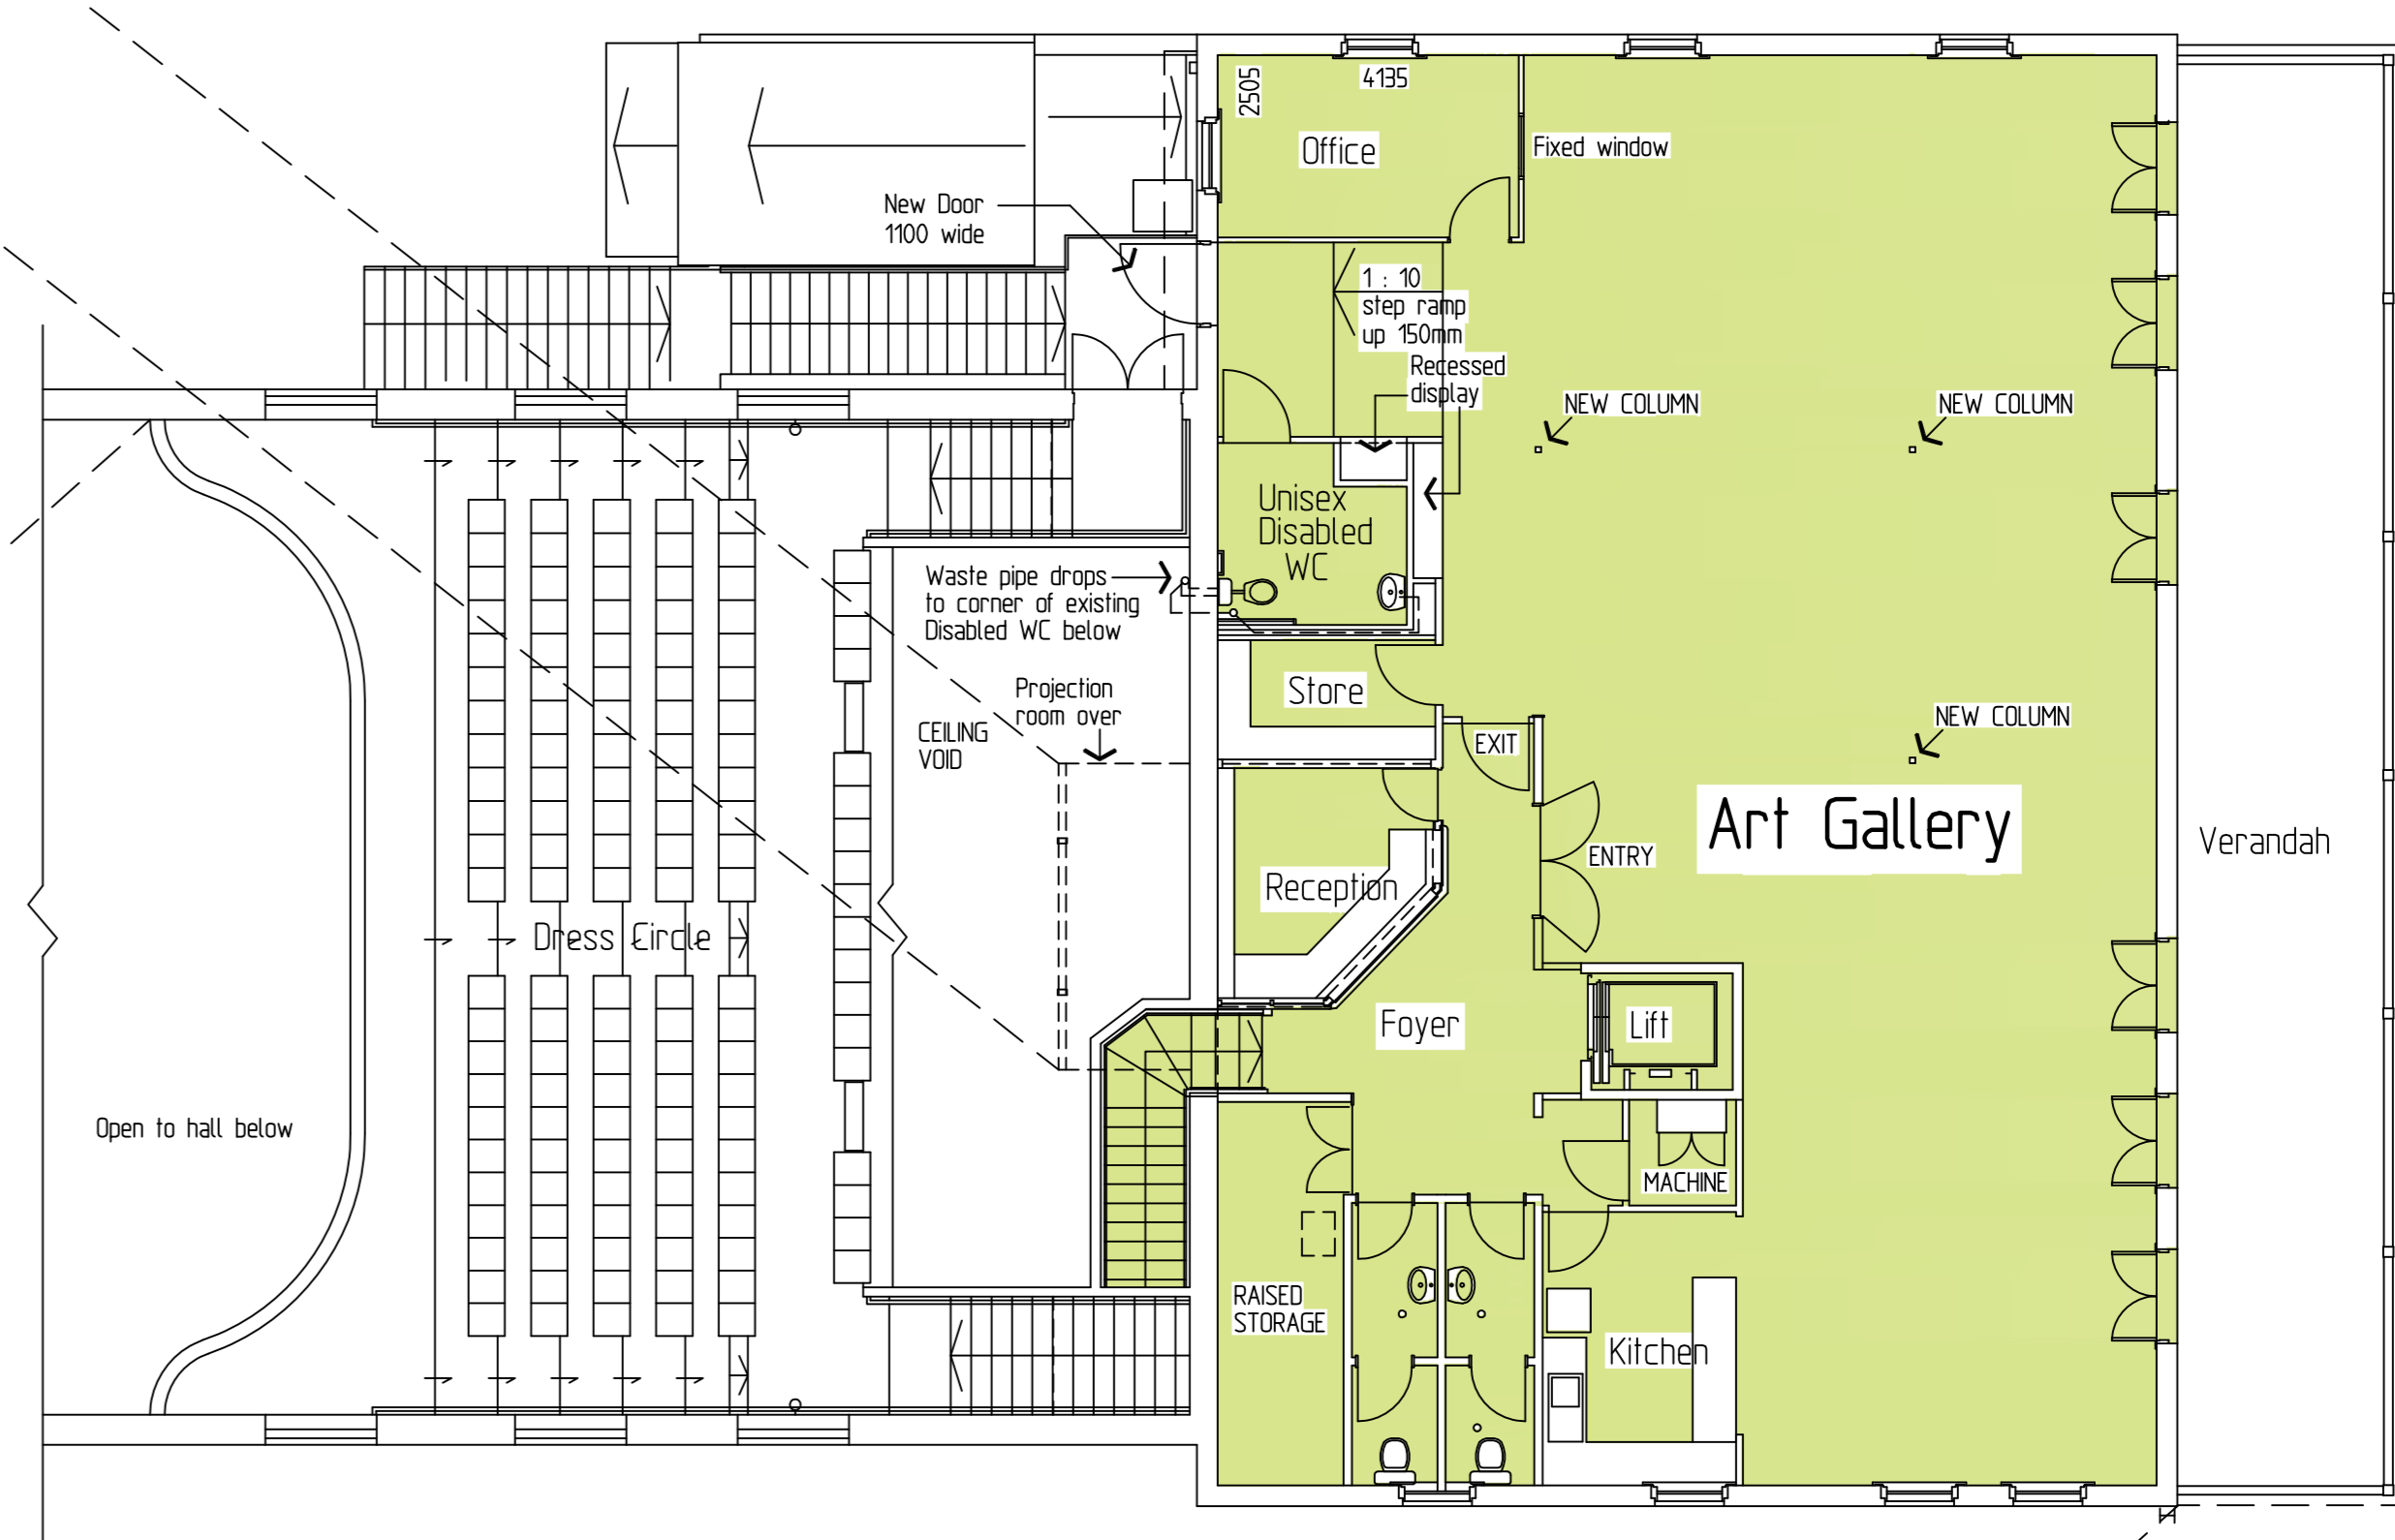 2505
4135
Office
Fixed window
New Door
1100 wide
1 : 10
step ramp
up 150mm
Recessed
display
NEW COLUMN
NEW COLUMN
Unisex
Disabled
WC
Waste pipe drops
to corner of existing
Disabled WC below
Store
Projection
room over
CEILING
VOID
EXIT
NEW COLUMN
Art Gallery
Verandah
ENTRY
Reception
Dress Circle
Foyer
Lift
Open to hall below
MACHINE
RAISED
STORAGE
Kitchen